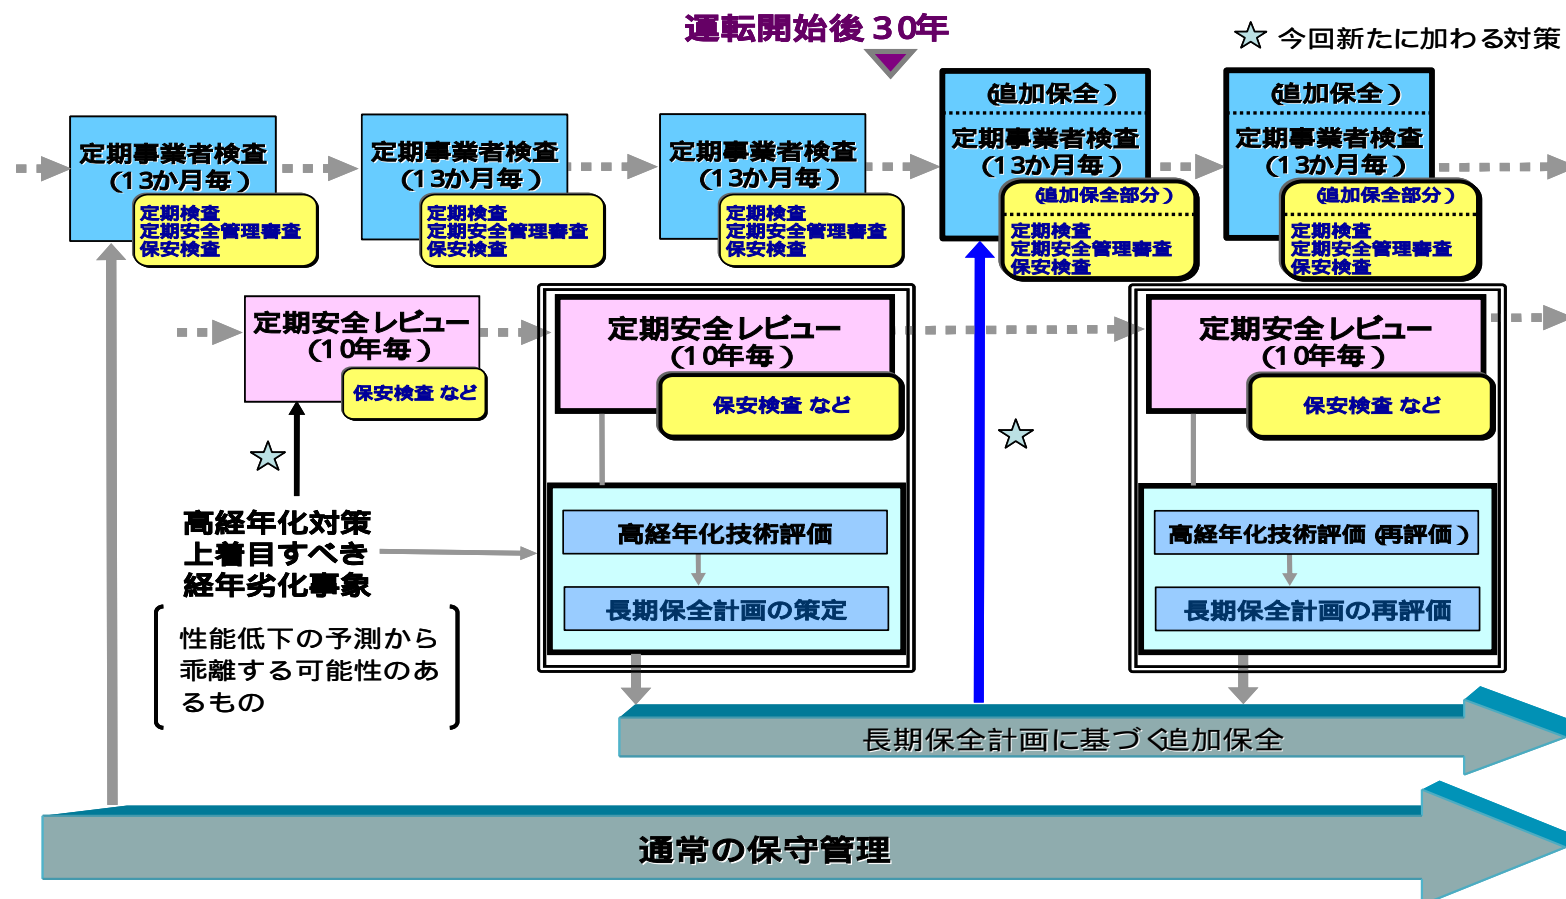 運転開始後30年
今回新たに加わる対策
定期事業者検査
(13か月毎)
定期検査
定期安全管理審査
保安検査
定期事業者検査
(13か月毎)
定期検査
定期安全管理審査
保安検査
定期事業者検査
(13か月毎)
定期検査
定期安全管理審査
保安検査
(追加保全)
定期事業者検査
(13か月毎)
(追加保全部分)
定期検査
定期安全管理審査
保安検査
(追加保全)
定期事業者検査
(13か月毎)
(追加保全部分)
定期検査
定期安全管理審査
保安検査
定期安全レビュー
(10年毎)
保安検査 など
定期安全レビュー
(10年毎)
保安検査 など
定期安全レビュー
(10年毎)
保安検査 など
高経年化対策
上着目すべき
経年劣化事象
性能低下の予測から
乖離する可能性のあ
るもの
高経年化技術評価
長期保全計画の策定
高経年化技術評価(再評価)
長期保全計画の再評価
長期保全計画に基づく追加保全
通常の保守管理